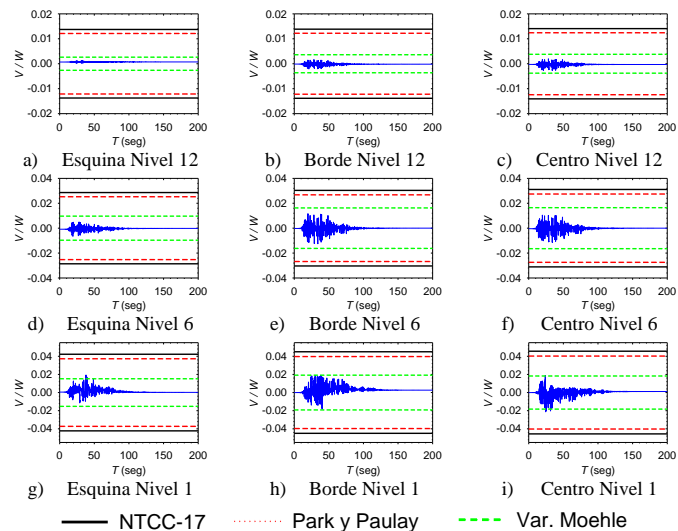 0.02 0.02 0.02
0.01 0.01 0.01
V / W 0.00 0.00 0.00
-0.01 -0.01 -0.01
-0.02 -0.02 -0.02
0 50 100 150 200 0 50 100 150 200 0 50 100 150 200
T (seg) T (seg) T (seg)
a) Esquina Nivel 12 b) Borde Nivel 12 c) Centro Nivel 12
0.04 0.04 0.04
0.02 0.02 0.02
V / W 0.00 0.00 0.00
-0.02 -0.02 -0.02
-0.04 -0.04 -0.04
0 50 100 150 200 0 50 100 150 200 0 50 100 150 200
T (seg) T (seg) T (seg)
d) Esquina Nivel 6 e) Borde Nivel 6 f) Centro Nivel 6
0.04 0.04 0.04
0.02 0.02 0.02
V / W 0.00 0.00 0.00
-0.02 -0.02 -0.02
-0.04 -0.04 -0.04
0 50 100 150 200 0 50 100 150 200 0 50 100 150 200
T (seg) T (seg) T (seg)
g) Esquina Nivel 1 h) Borde Nivel 1 i) Centro Nivel 1
NTCC-17 Park y Paulay Var. Moehle